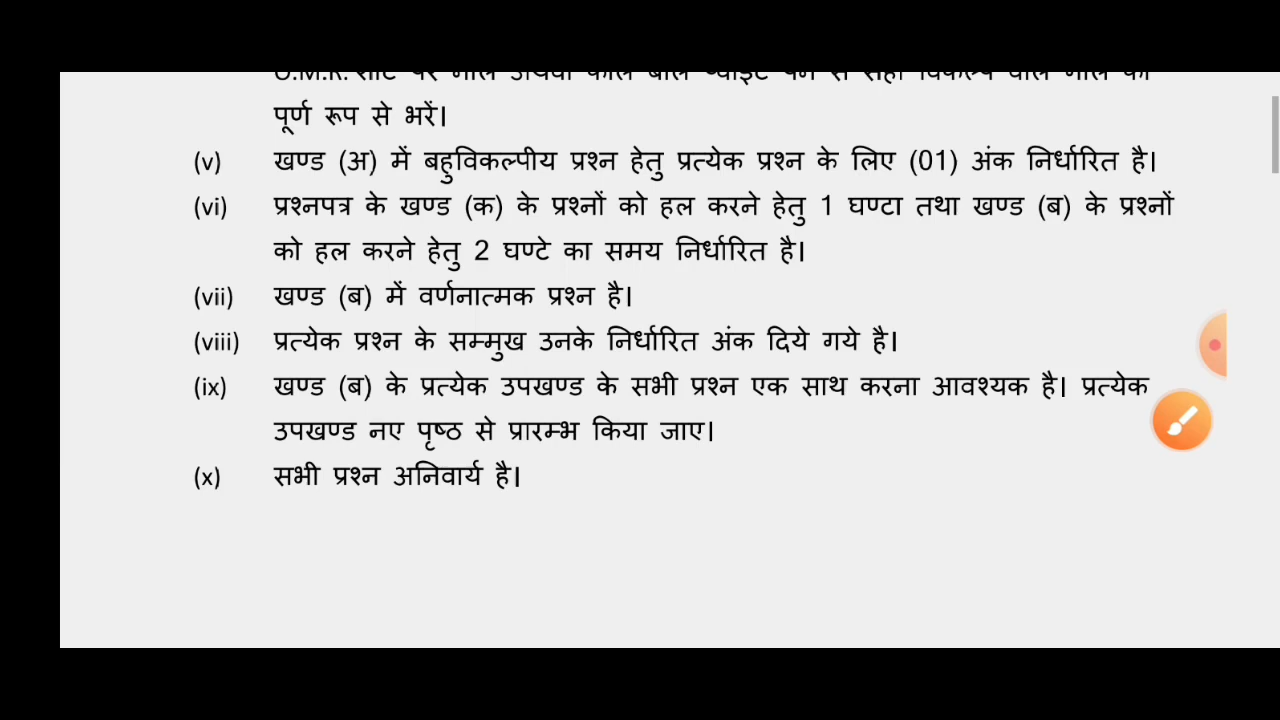 पूर्ण रूप से भरें।
(v) खण्ड (अ) में बहुविकल्पीय प्रश्न हेतु प्रत्येक प्रश्न के लिए (01) अंक निर्धारित है।
(vi) प्रश्नपत्र के खण्ड (क) के प्रश्नों को हल करने हेतु 1 घण्टा तथा खण्ड (ब) के प्रश्नों
को हल करने हेतु 2 घण्टे का समय निर्धारित है।
(vii) खण्ड (ब) में वर्णनात्मक प्रश्न है।
(viii) प्रत्येक प्रश्न के सम्मुख उनके निर्धारित अंक दिये गये है।
(ix) खण्ड (ब) के प्रत्येक उपखण्ड के सभी प्रश्न एक साथ करना आवश्यक है। प्रत्येक
उपखण्ड नए पृष्ठ से प्रारम्भ किया जाए।
(x) सभी प्रश्न अनिवार्य है।